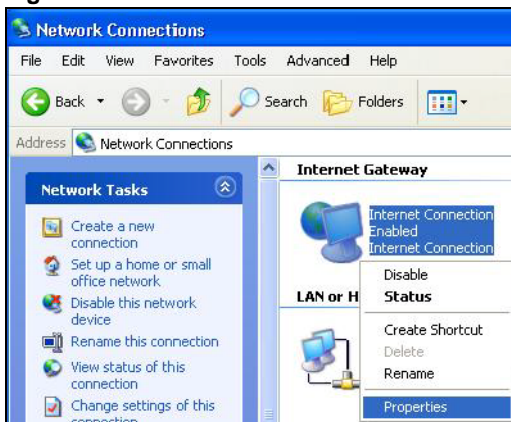 Network Connections
File Edit View Favorites Tools Advanced Help
Back Search Folders
Address Network Connections
Network Tasks
Create a new
connection
Set up a home or small
office network
Disable this network
device
Rename this connection
View status of this
connection
Change settings of this
connection
Internet Gateway
Internet Connection
Enabled
Internet Connection
LAN or H
Disable
Status
Create Shortcut
Delete
Rename
Properties